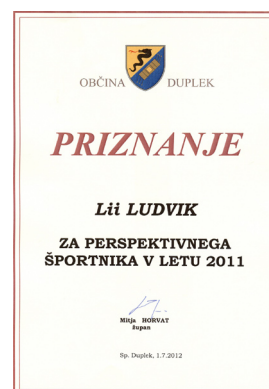 OBČINA DUPLEK
PRIZNANJE
Lii LUDVIK
ZA PERSPEKTIVNEGA
ŠPORTNIKA V LETU 2011
Mitja HORVAT
župan
Sp. Duplek, 1.7.2012